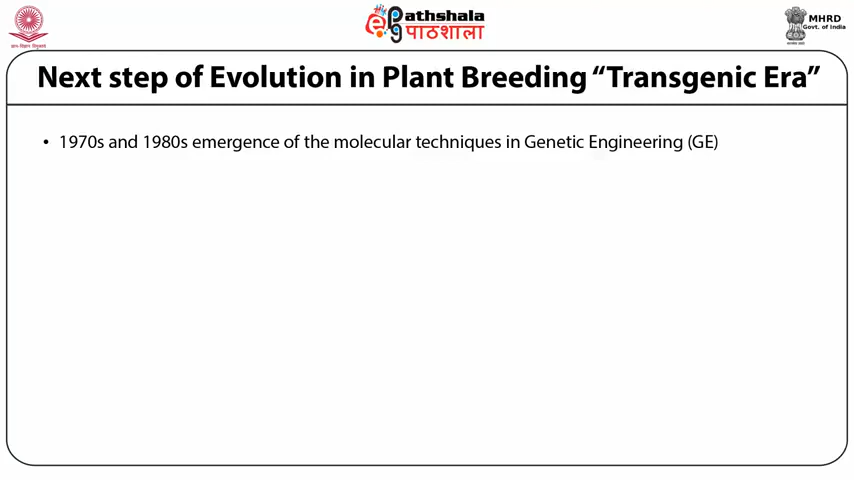 ePathshala
पाठशाला
MHRD
Govt. of India
Next step of Evolution in Plant Breeding “Transgenic Era”
• 1970s and 1980s emergence of the molecular techniques in Genetic Engineering (GE)